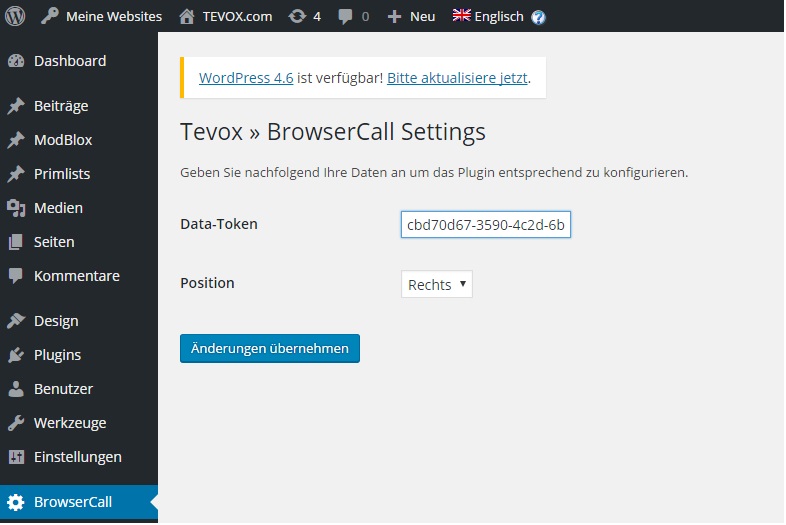 Meine Websites TEVOX.com 4 0 Neu Englisch ?
Dashboard
Beiträge
ModBlox
Primlists
Medien
Seiten
Kommentare
Design
Plugins
Benutzer
Werkzeuge
Einstellungen
BrowserCall
WordPress 4.6 ist verfügbar! Bitte aktualisiere jetzt.
Tevox » BrowserCall Settings
Geben Sie nachfolgend Ihre Daten an um das Plugin entsprechend zu konfigurieren.
Data-Token cbd70d67-3590-4c2d-6b
Position Rechts
Änderungen übernehmen